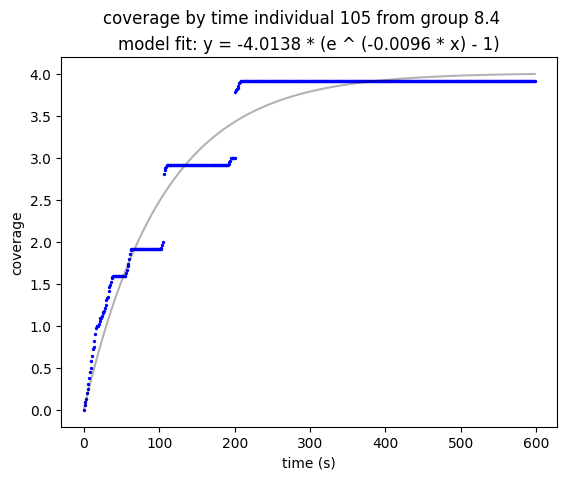 coverage by time individual 105 from group 8.4
model fit: y = -4.0138 * (e ^ (-0.0096 * x) - 1)
4.0
3.5
3.0
2.5
2.0
1.5
1.0
0.5
0.0
coverage
0 100 200 300 400 500 600
time (s)